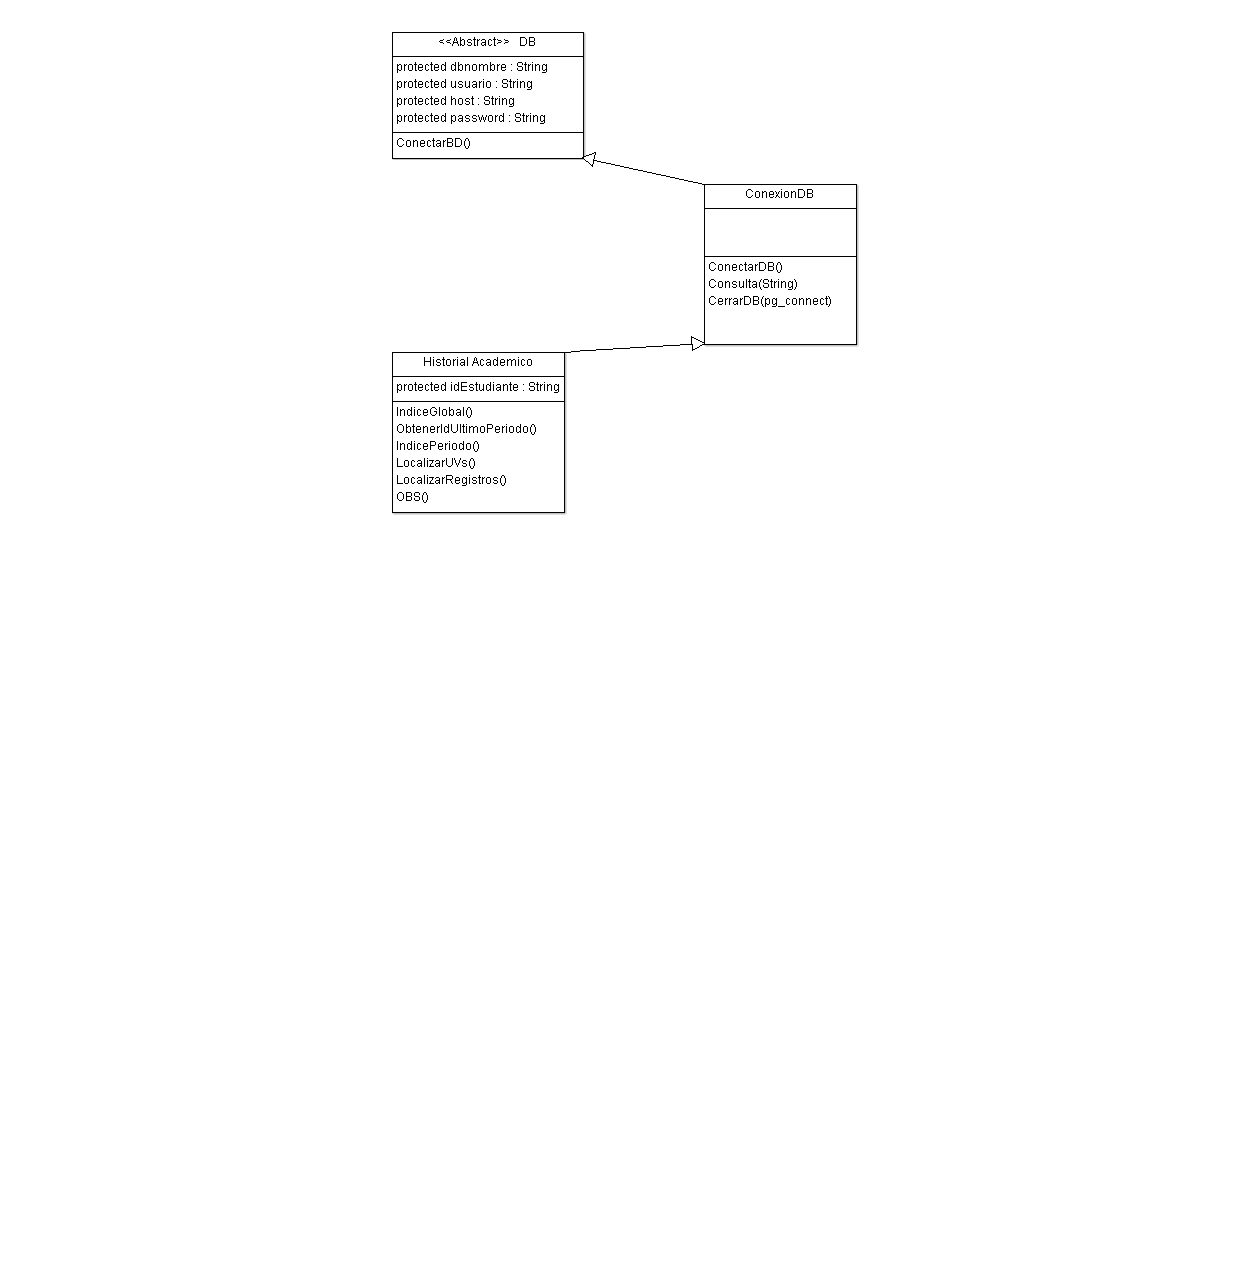 <<Abstract>> DB
protected dbnombre : String
protected usuario : String
protected host : String
protected password : String
ConectarBD()
ConexionDB
ConectarDB()
Consulta(String)
CerrarDB(pg_connect)
Historial Academico
protected idEstudiante : String
IndiceGlobal()
ObtenerIdUltimoPeriodo()
IndicePeriodo()
LocalizarUVs()
LocalizarRegistros()
OBS()